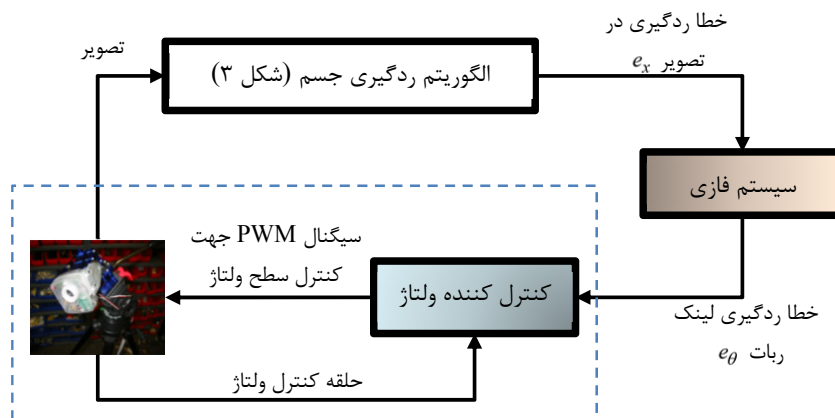 خطا ردگیری در
تصویر e_x
تصویر
الگوریتم ردگیری جسم (شکل ۳)
سیستم فازی
سیگنال PWM جهت
کنترل سطح ولتاژ
کنترل کننده ولتاژ
خطا ردگیری لینک
ربات e_θ
حلقه کنترل ولتاژ